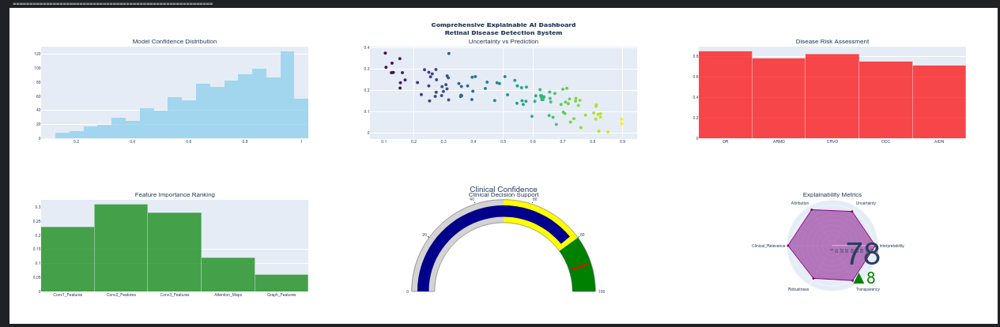 Comprehensive Explainable AI Dashboard
Retinal Disease Detection System
Model Confidence Distribution
120
100
80
60
40
20
0
0.2
0.4
0.6
0.8
1
Uncertainty vs Prediction
0.4
0.3
0.2
0.1
0
0.1
0.2
0.3
0.4
0.5
0.6
0.7
0.8
0.9
Disease Risk Assessment
0.8
0.6
0.4
0.2
0
DR
ARMD
CRVO
ODC
AION
Feature Importance Ranking
0.3
0.25
0.2
0.15
0.1
0.05
0
Conv1_Features
Conv2_Features
Conv3_Features
Attention_Maps
Graph_Features
Clinical Confidence
Clinical Decision Support
0
20
40
60
80
100
Explainability Metrics
Attribution
Uncertainty
Clinical_Relevance
Interpretability
Robustness
Transparency
78
▲8